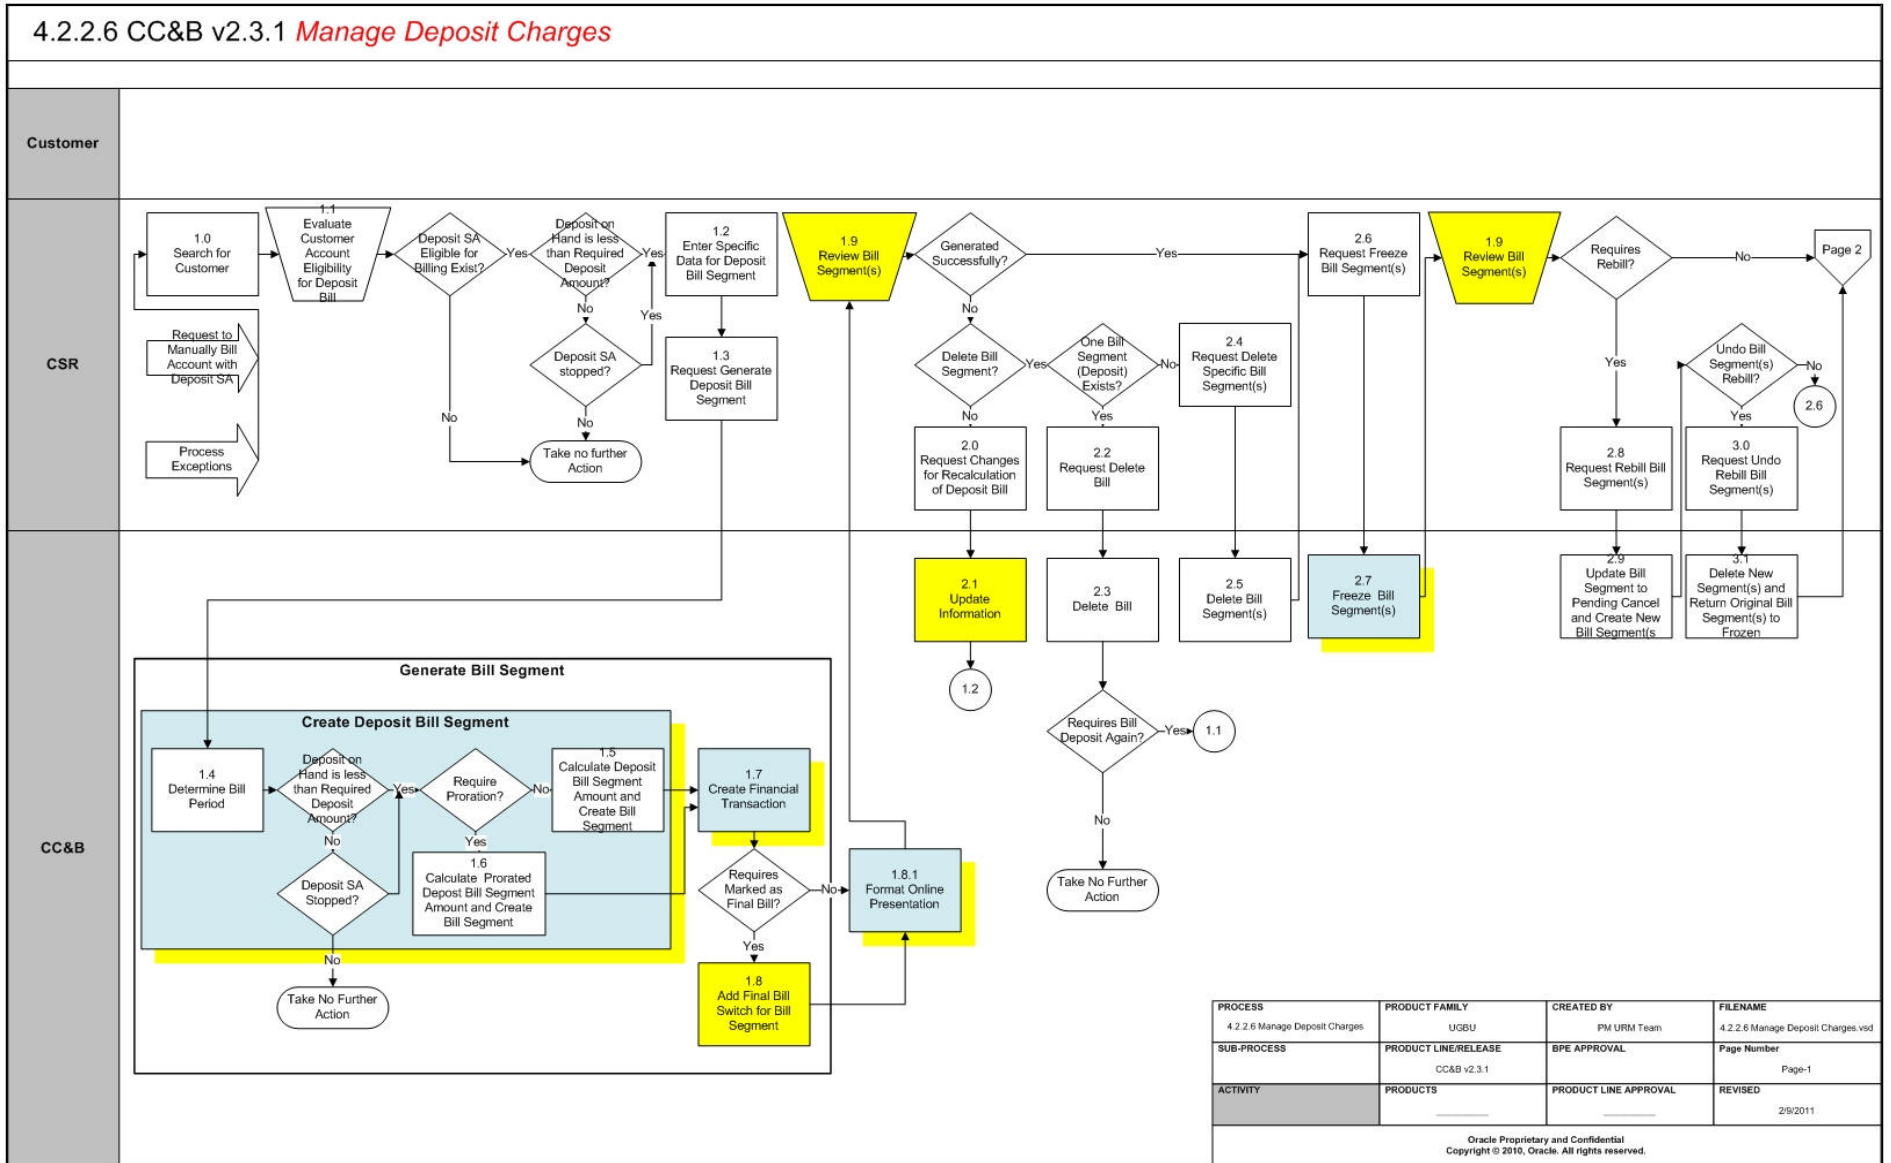 4.2.2.6 CC&B v2.3.1 Manage Deposit Charges
Customer
CSR
1.0
Search for
Customer
1.1
Evaluate
Customer
Account
Eligibility
for Deposit
Bill
Deposit SA
Eligible for
Billing Exist?
Yes
No
Deposit on
Hand is less
than Required
Deposit
Amount?
Yes
No
Deposit SA
stopped?
Yes
No
Take no further
Action
Request to
Manually Bill
Account with
Deposit SA
Process
Exceptions
1.2
Enter Specific
Data for Deposit
Bill Segment
1.3
Request Generate
Deposit Bill
Segment
1.9
Review Bill
Segment(s)
Generated
Successfully?
Yes
No
Delete Bill
Segment?
Yes
No
One Bill
Segment
(Deposit)
Exists?
No
Yes
2.4
Request Delete
Specific Bill
Segment(s)
2.0
Request Changes
for Recalculation
of Deposit Bill
2.2
Request Delete
Bill
2.6
Request Freeze
Bill Segment(s)
1.9
Review Bill
Segment(s)
Requires
Rebill?
No
Yes
Page 2
Undo Bill
Segment(s)
Rebill?
No
2.6
Yes
2.8
Request Rebill Bill
Segment(s)
3.0
Request Undo
Rebill Bill
Segment(s)
CC&B
2.1
Update
Information
1.2
2.3
Delete Bill
2.5
Delete Bill
Segment(s)
2.7
Freeze Bill
Segment(s)
2.9
Update Bill
Segment to
Pending Cancel
and Create New
Bill Segment(s
3.1
Delete New
Segment(s) and
Return Original Bill
Segment(s) to
Frozen
Requires Bill
Deposit Again?
Yes
1.1
No
Take No Further
Action
Generate Bill Segment
Create Deposit Bill Segment
1.4
Determine Bill
Period
Deposit on
Hand is less
than Required
Deposit
Amount?
Yes
No
Deposit SA
Stopped?
No
Take No Further
Action
Require
Proration?
No
Yes
1.5
Calculate Deposit
Bill Segment
Amount and
Create Bill
Segment
1.6
Calculate Prorated
Depost Bill Segment
Amount and Create
Bill Segment
1.7
Create Financial
Transaction
Requires
Marked as
Final Bill?
No
Yes
1.8
Add Final Bill
Switch for Bill
Segment
1.8.1
Format Online
Presentation
PROCESS
4.2.2.6 Manage Deposit Charges
PRODUCT FAMILY
UGBU
CREATED BY
PM URM Team
FILENAME
4.2.2.6 Manage Deposit Charges.vsd
SUB-PROCESS
PRODUCT LINE/RELEASE
CC&B v2.3.1
BPE APPROVAL
Page Number
Page-1
ACTIVITY
PRODUCTS
PRODUCT LINE APPROVAL
REVISED
2/9/2011
Oracle Proprietary and Confidential
Copyright © 2010, Oracle. All rights reserved.